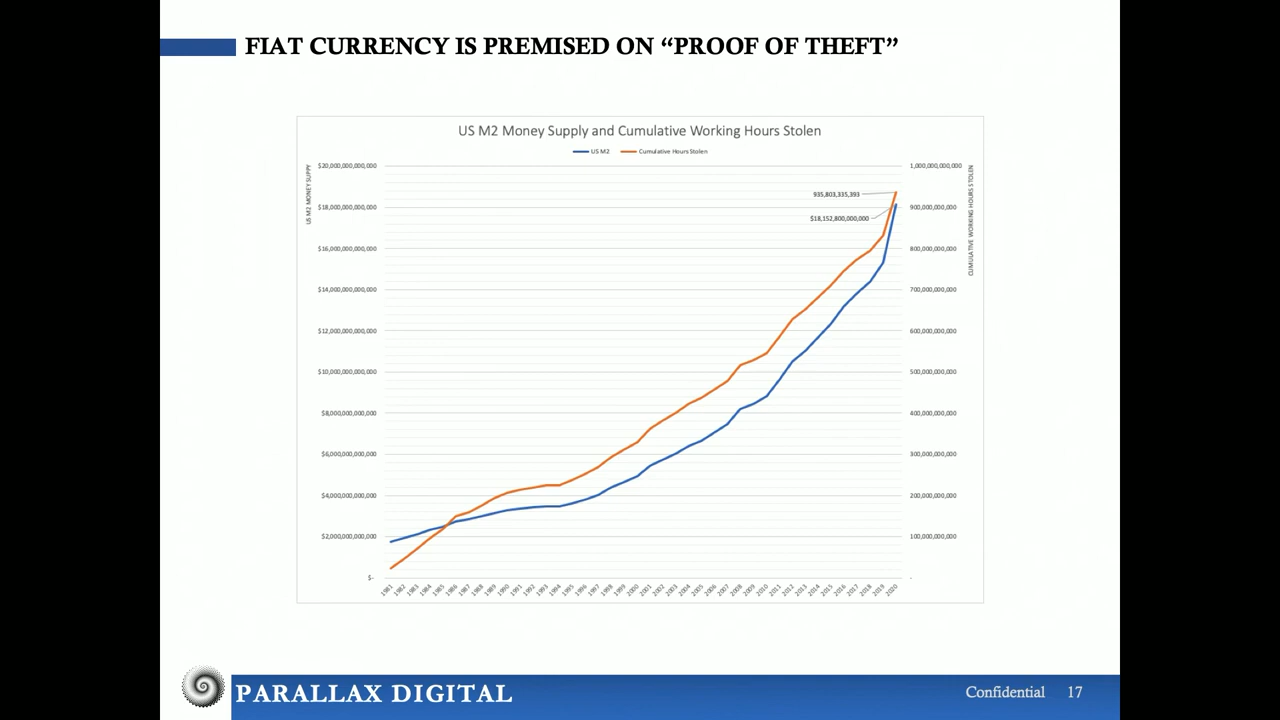 FIAT CURRENCY IS PREMISED ON “PROOF OF THEFT”
US M2 Money Supply and Cumulative Working Hours Stolen
US M2
Cumulative Hours Stolen
US M2 MONEY SUPPY
$20,000,000,000,000
$18,000,000,000,000
$16,000,000,000,000
$14,000,000,000,000
$12,000,000,000,000
$10,000,000,000,000
$8,000,000,000,000
$6,000,000,000,000
$4,000,000,000,000
$2,000,000,000,000
$-
935,803,335,393
$18,152,800,000,000
1,000,000,000,000
900,000,000,000
800,000,000,000
700,000,000,000
600,000,000,000
500,000,000,000
400,000,000,000
300,000,000,000
200,000,000,000
100,000,000,000
-
CUMULATIVE WORKING HOURS STOLEN
1981 1982 1983 1984 1985 1986 1987 1988 1989 1990 1991 1992 1993 1994 1995 1996 1997 1998 1999 2000 2001 2002 2003 2004 2005 2006 2007 2008 2009 2010 2011 2012 2013 2014 2015 2016 2017 2018 2019 2020
PARALLAX DIGITAL
Confidential 17